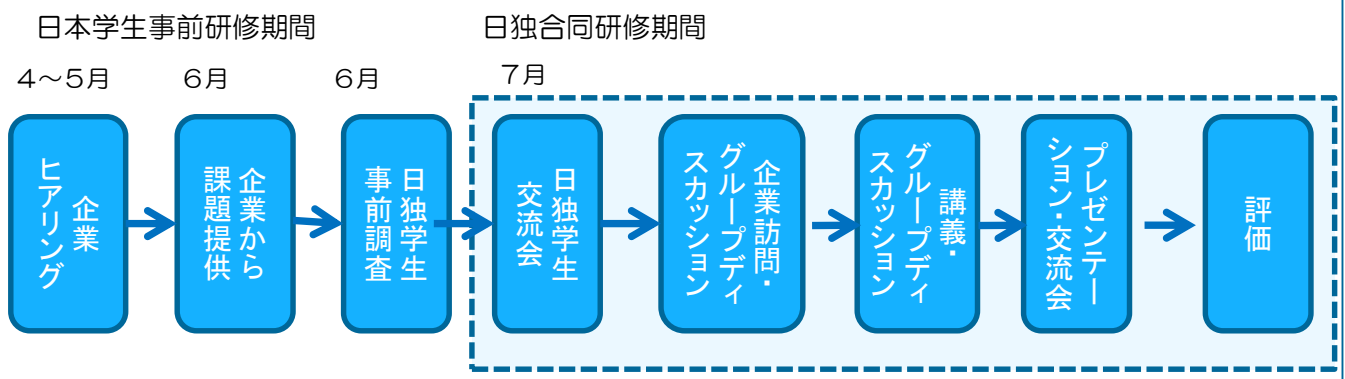 日本学生事前研修期間
日独合同研修期間
4～5月
6月
6月
7月
企業
ヒアリング
企業から
課題提供
日独学生
事前調査
日独学生
交流会
企業訪問・
グループディ
スカッション
講義・
グループディ
スカッション
プレゼンテー
ション・交流会
評価